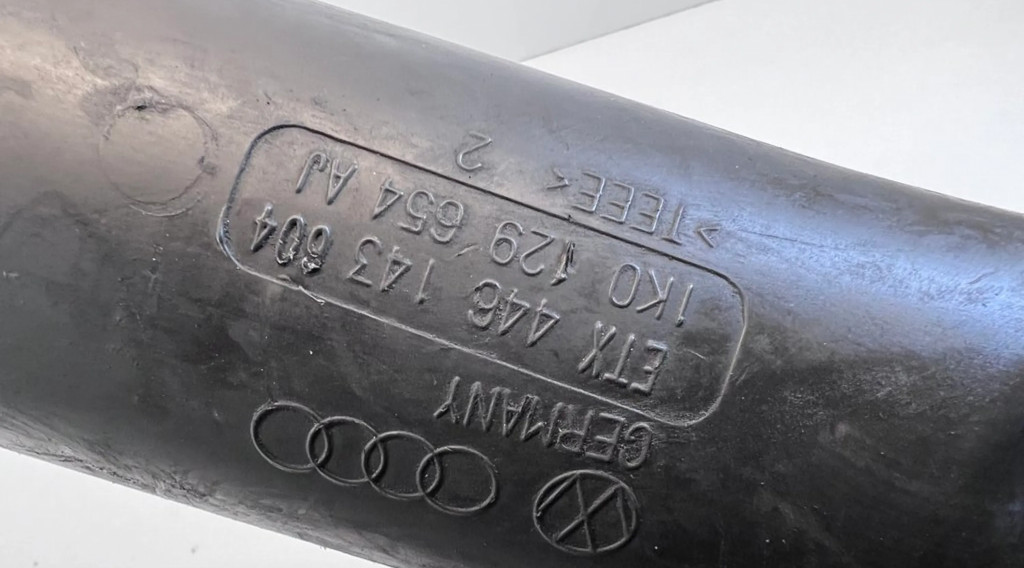 GERMANY
ETX 446 143 604
1K0 129 654 AJ
>TEEE< 2